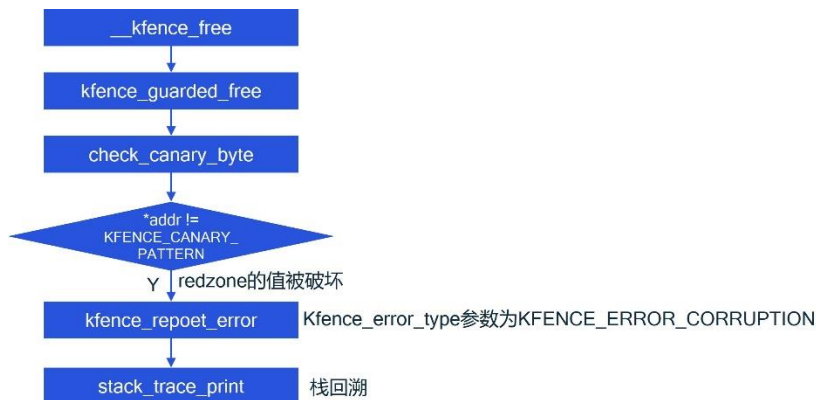 __kfence_free
kfence_guarded_free
check_canary_byte
*addr !=
KFENCE_CANARY_
PATTERN
Y redzone的值被破坏
kfence_repoet_error Kfence_error_type参数为KFENCE_ERROR_CORRUPTION
stack_trace_print 栈回溯